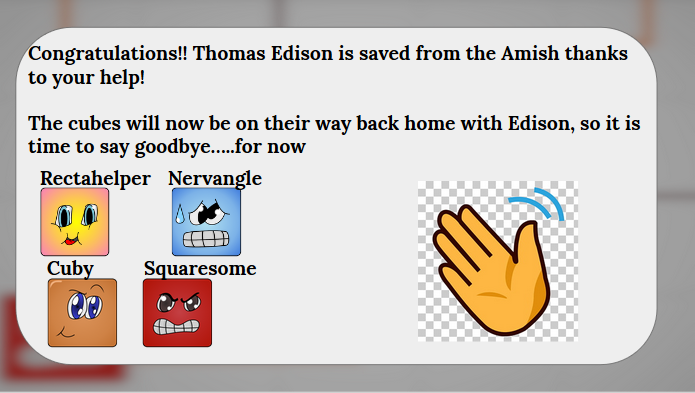 Congratulations!! Thomas Edison is saved from the Amish thanks
to your help!
The cubes will now be on their way back home with Edison, so it is
time to say goodbye.....for now
Rectahelper Nervangle
Cuby Squaresome